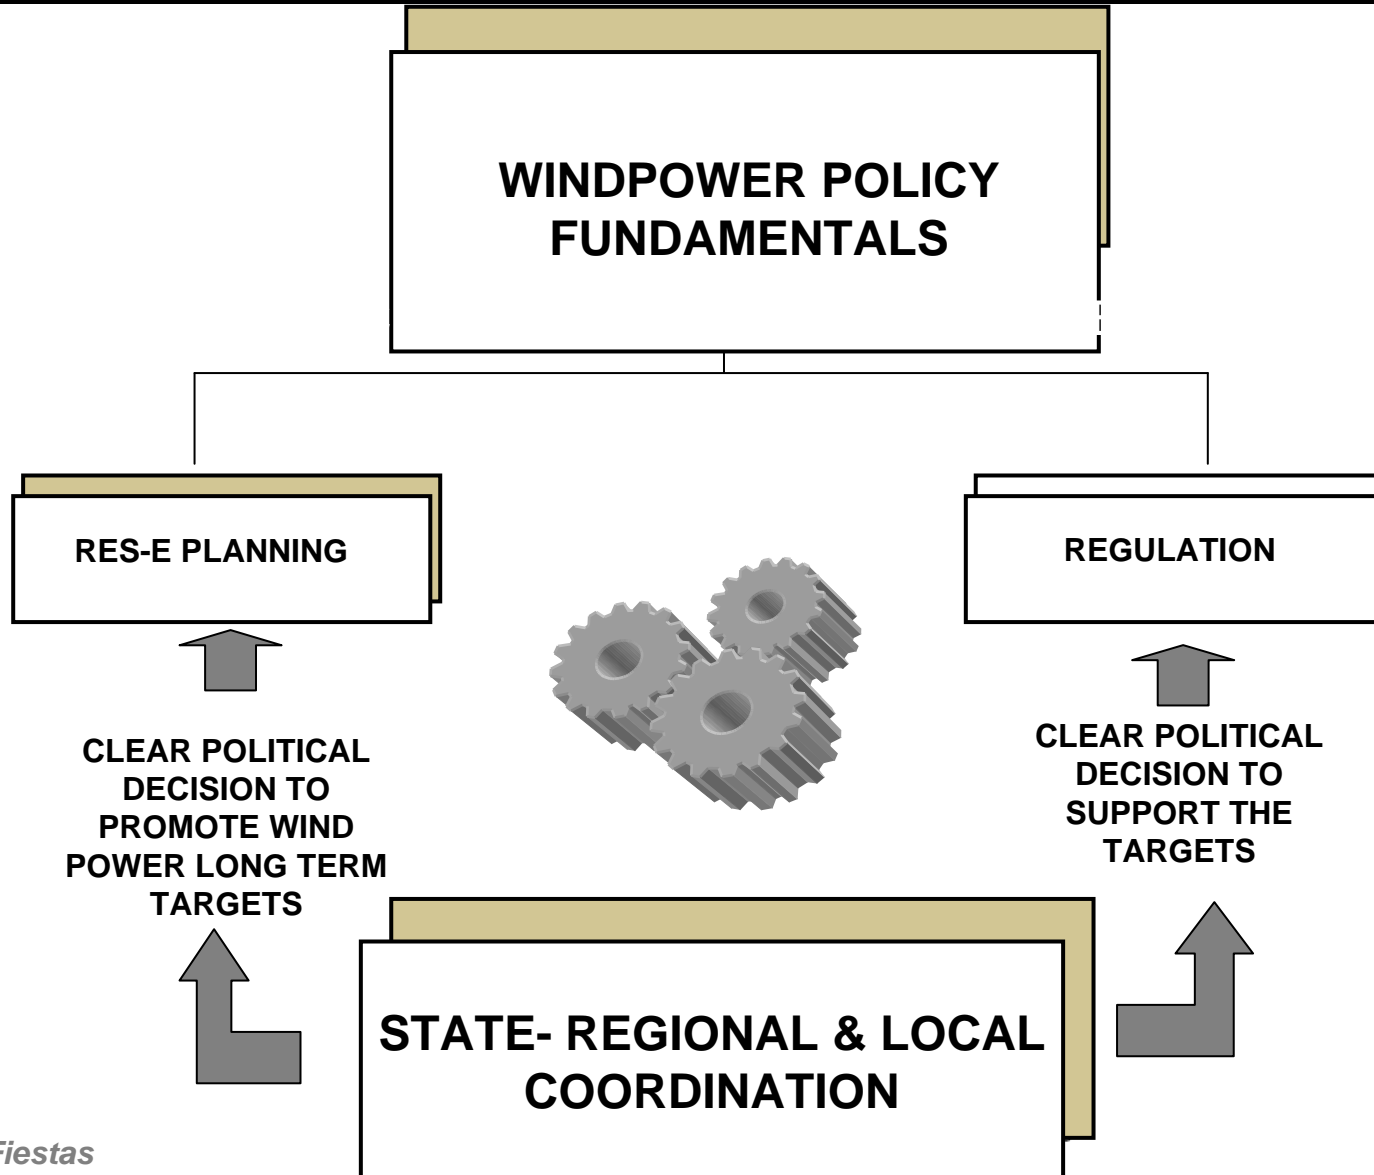 WINDPOWER POLICY
FUNDAMENTALS
RES-E PLANNING
REGULATION
CLEAR POLITICAL
DECISION TO
PROMOTE WIND
POWER LONG TERM
TARGETS
CLEAR POLITICAL
DECISION TO
SUPPORT THE
TARGETS
STATE- REGIONAL & LOCAL
COORDINATION
Fiestas